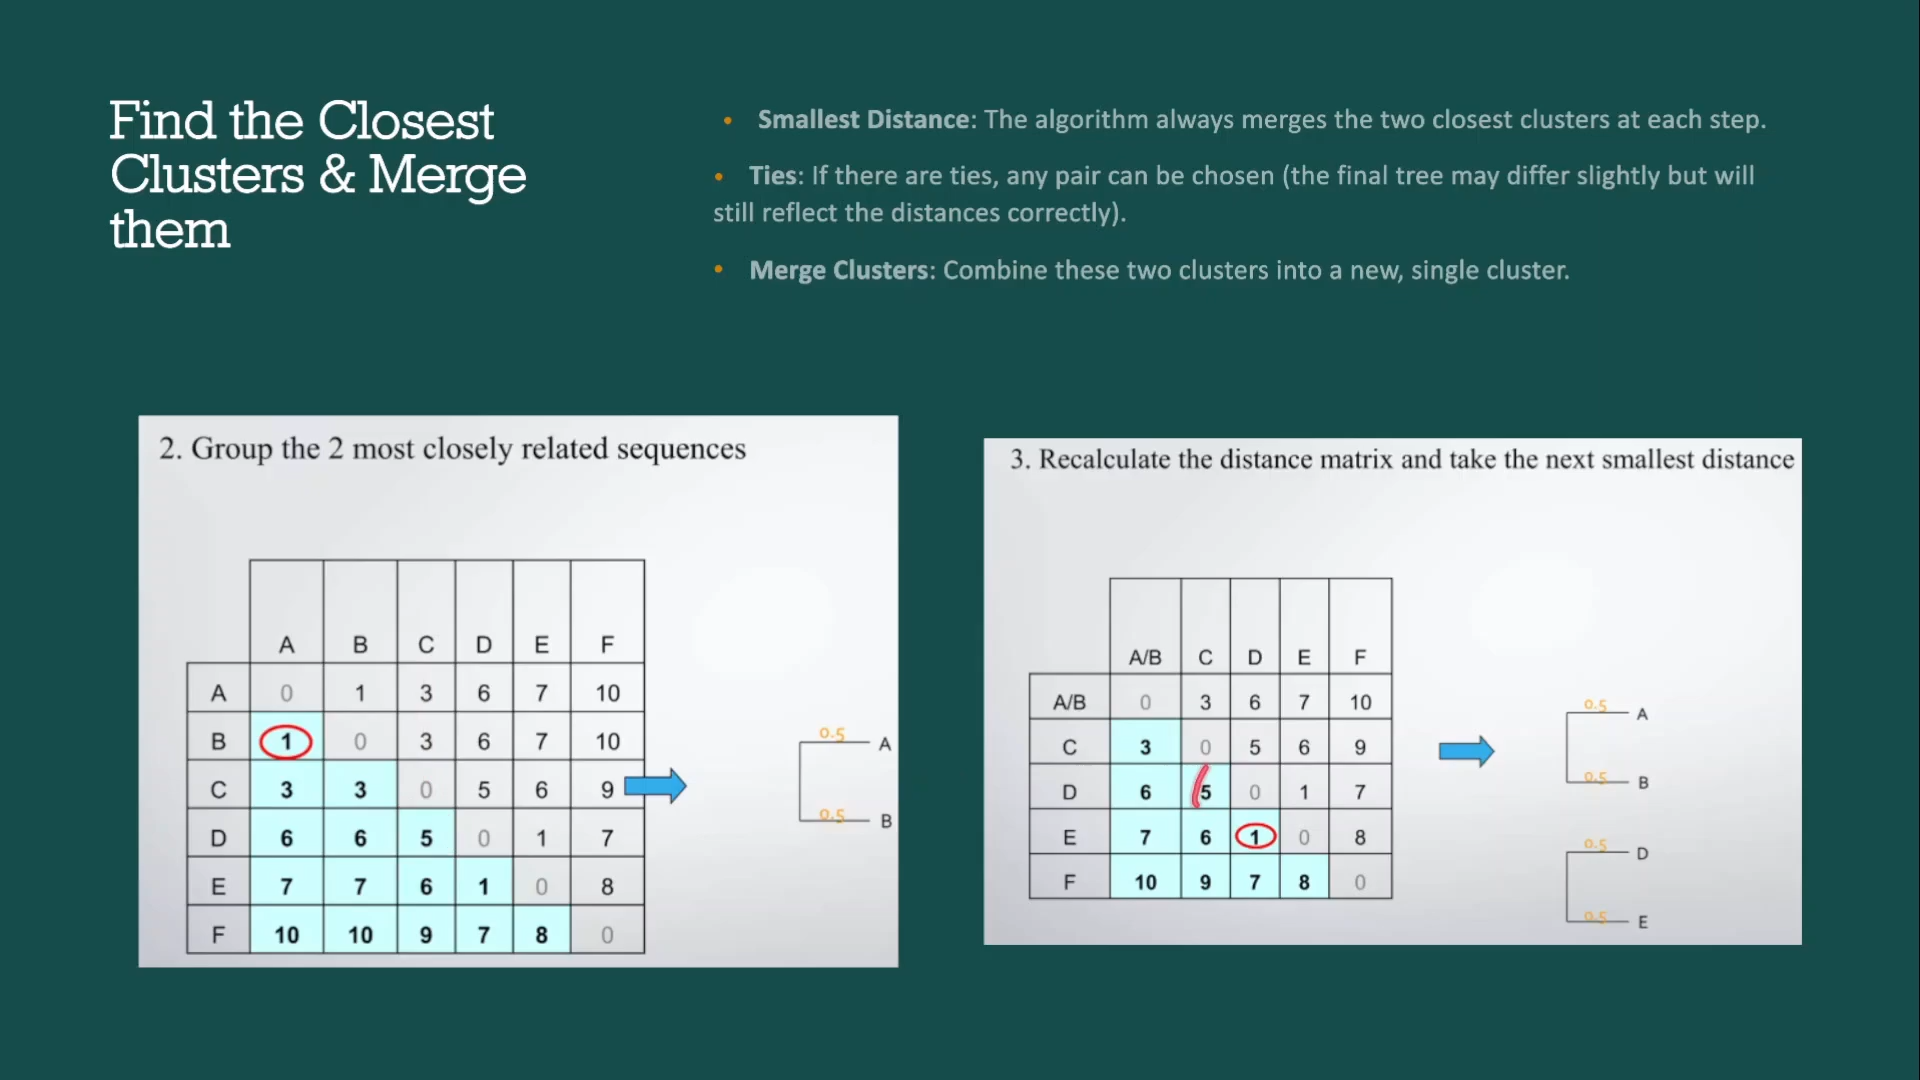 Find the Closest
Clusters & Merge
them
• Smallest Distance: The algorithm always merges the two closest clusters at each step.
• Ties: If there are ties, any pair can be chosen (the final tree may differ slightly but will
still reflect the distances correctly).
• Merge Clusters: Combine these two clusters into a new, single cluster.
2. Group the 2 most closely related sequences
A B C D E F
A 0 1 3 6 7 10
B 1 0 3 6 7 10
C 3 3 0 5 6 9
D 6 6 5 0 1 7
E 7 7 6 1 0 8
F 10 10 9 7 8 0
0.5 A
0.5 B
3. Recalculate the distance matrix and take the next smallest distance
A/B C D E F
A/B 0 3 6 7 10
C 3 0 5 6 9
D 6 5 0 1 7
E 7 6 1 0 8
F 10 9 7 8 0
0.5 A
0.5 B
0.5 D
0.5 E